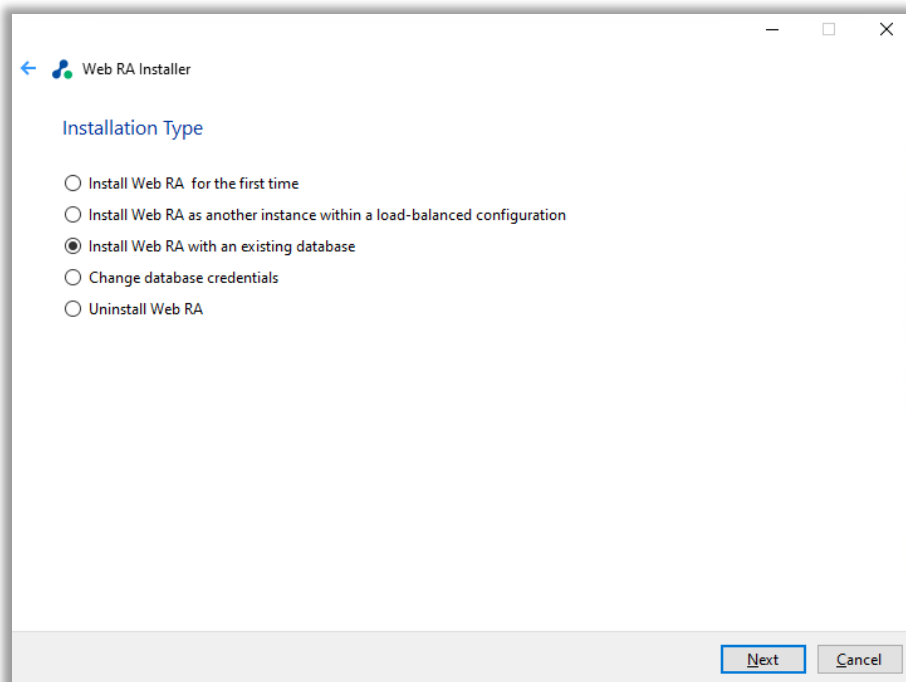 Web RA Installer
Installation Type
Install Web RA  for the first time
Install Web RA as another instance within a load-balanced configuration
Install Web RA with an existing database
Change database credentials
Uninstall Web RA
Next
Cancel